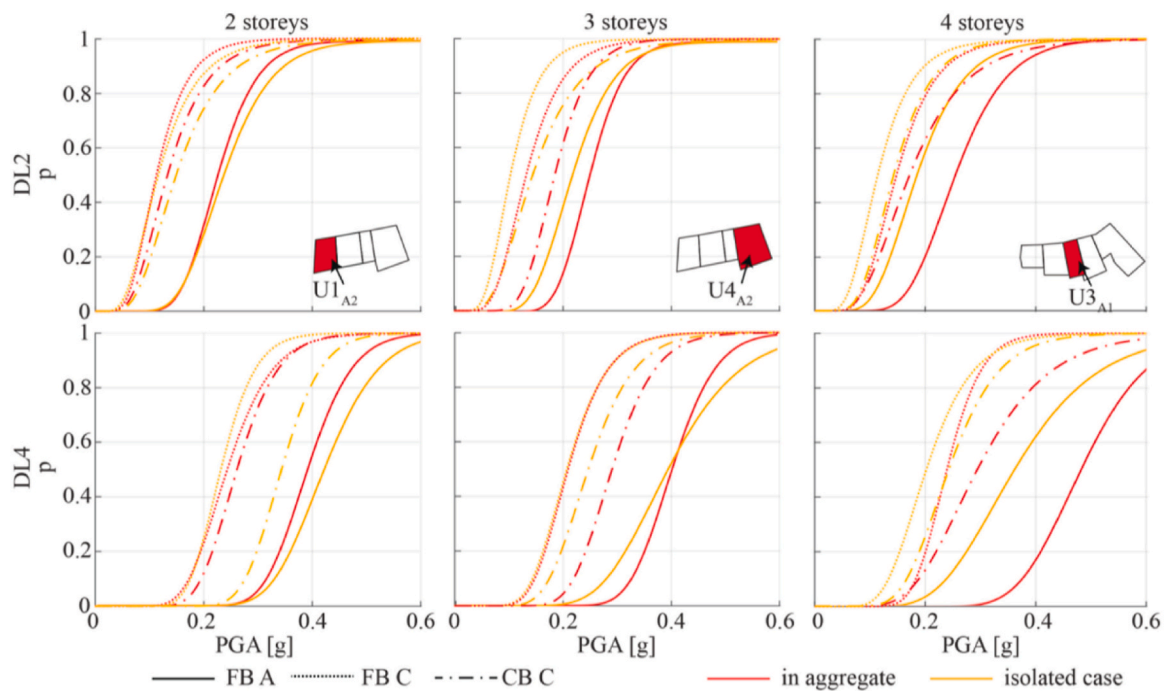 2 storeys 3 storeys 4 storeys
1
0.8
0.6
0.4
0.2
0
DL2
p
U1A2
U4A2
U3A1
1
0.8
0.6
0.4
0.2
0
DL4
p
0 0.2 0.4 0.6 0 0.2 0.4 0.6 0 0.2 0.4 0.6
PGA [g] PGA [g] PGA [g]
FB A FB C CB C in aggregate isolated case